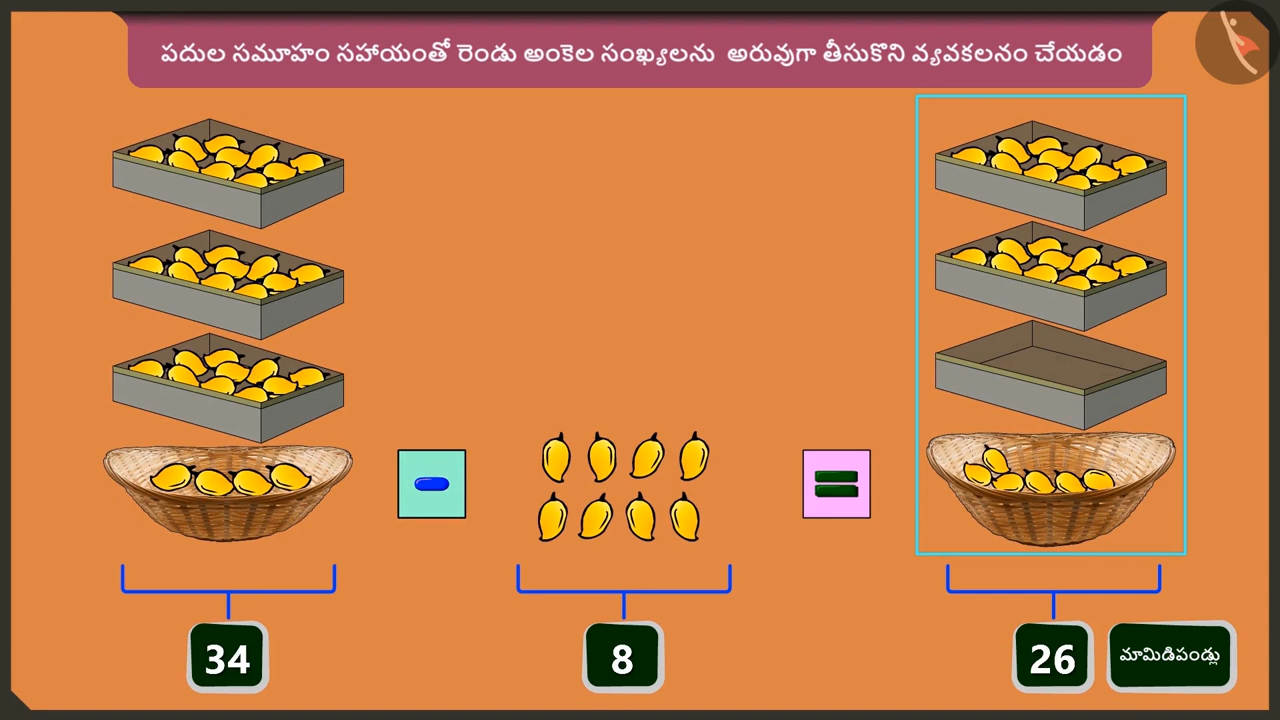 పదుల సమూహం సహాయంతో రెండు అంకెల సంఖ్యలను అరువుగా తీసుకొని వ్యవకలనం చేయడం
34
8
26
మామిడిపండ్లు